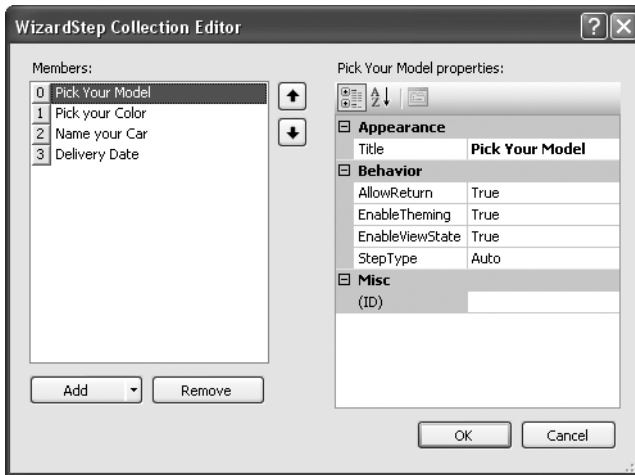 WizardStep Collection Editor
Members:
0 Pick Your Model
1 Pick your Color
2 Name your Car
3 Delivery Date
Add
Remove
Pick Your Model properties:
Appearance
Title Pick Your Model
Behavior
AllowReturn True
EnableTheming True
EnableViewState True
StepType Auto
Misc
(ID)
OK
Cancel